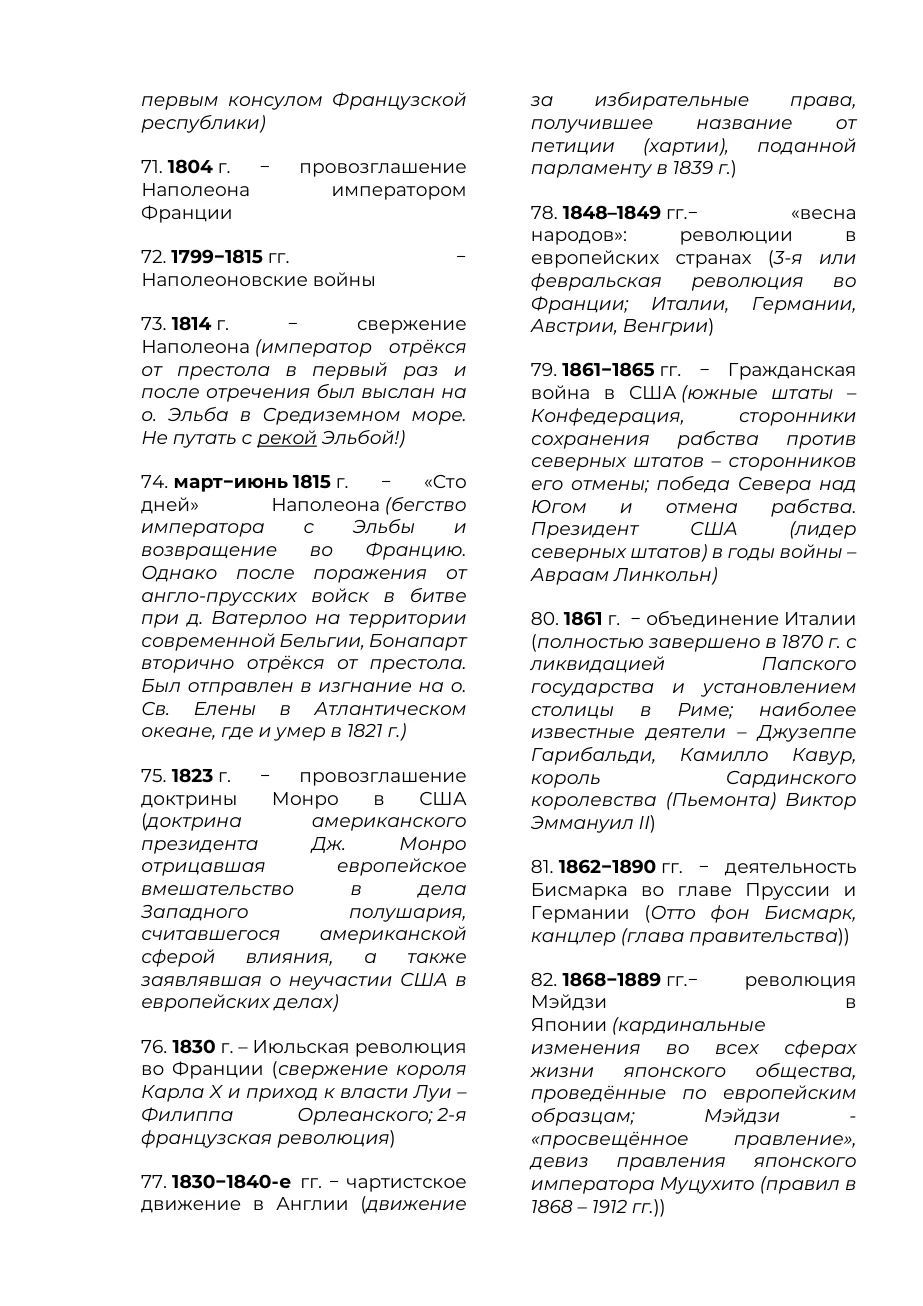 первым консулом Французской
республики)
71. 1804 г. − провозглашение
Наполеона императором
Франции
72. 1799−1815 гг. −
Наполеоновские войны
73. 1814 г. − свержение
Наполеона (император отрёкся
от престола в первый раз и
после отречения был выслан на
о. Эльба в Средиземном море.
Не путать с рекой Эльбой!)
74. март−июнь 1815 г. − «Сто
дней» Наполеона (бегство
императора с Эльбы и
возвращение во Францию.
Однако после поражения от
англо-прусских войск в битве
при д. Ватерлоо на территории
современной Бельгии, Бонапарт
вторично отрёкся от престола.
Был отправлен в изгнание на о.
Св. Елены в Атлантическом
океане, где и умер в 1821 г.)
75. 1823 г. − провозглашение
доктрины Монро в США
(доктрина американского
президента Дж. Монро
отрицавшая европейское
вмешательство в дела
Западного полушария,
считавшегося американской
сферой влияния, а также
заявлявшая о неучастии США в
европейских делах)
76. 1830 г. – Июльская революция
во Франции (свержение короля
Карла X и приход к власти Луи –
Филиппа Орлеанского; 2-я
французская революция)
77. 1830−1840-е гг. − чартистское
движение в Англии (движение
за избирательные права,
получившее название от
петиции (хартии), поданной
парламенту в 1839 г.)
78. 1848–1849 гг.− «весна
народов»: революции в
европейских странах (3-я или
февральская революция во
Франции; Италии, Германии,
Австрии, Венгрии)
79. 1861−1865 гг. − Гражданская
война в США (южные штаты –
Конфедерация, сторонники
сохранения рабства против
северных штатов – сторонников
его отмены; победа Севера над
Югом и отмена рабства.
Президент США (лидер
северных штатов) в годы войны –
Авраам Линкольн)
80. 1861 г. − объединение Италии
(полностью завершено в 1870 г. с
ликвидацией Папского
государства и установлением
столицы в Риме; наиболее
известные деятели – Джузеппе
Гарибальди, Камилло Кавур,
король Сардинского
королевства (Пьемонта) Виктор
Эммануил II)
81. 1862−1890 гг. − деятельность
Бисмарка во главе Пруссии и
Германии (Отто фон Бисмарк,
канцлер (глава правительства))
82. 1868−1889 гг.− революция
Мэйдзи в
Японии (кардинальные
изменения во всех сферах
жизни японского общества,
проведённые по европейским
образцам; Мэйдзи -
«просвещённое правление»,
девиз правления японского
императора Муцухито (правил в
1868 – 1912 гг.))